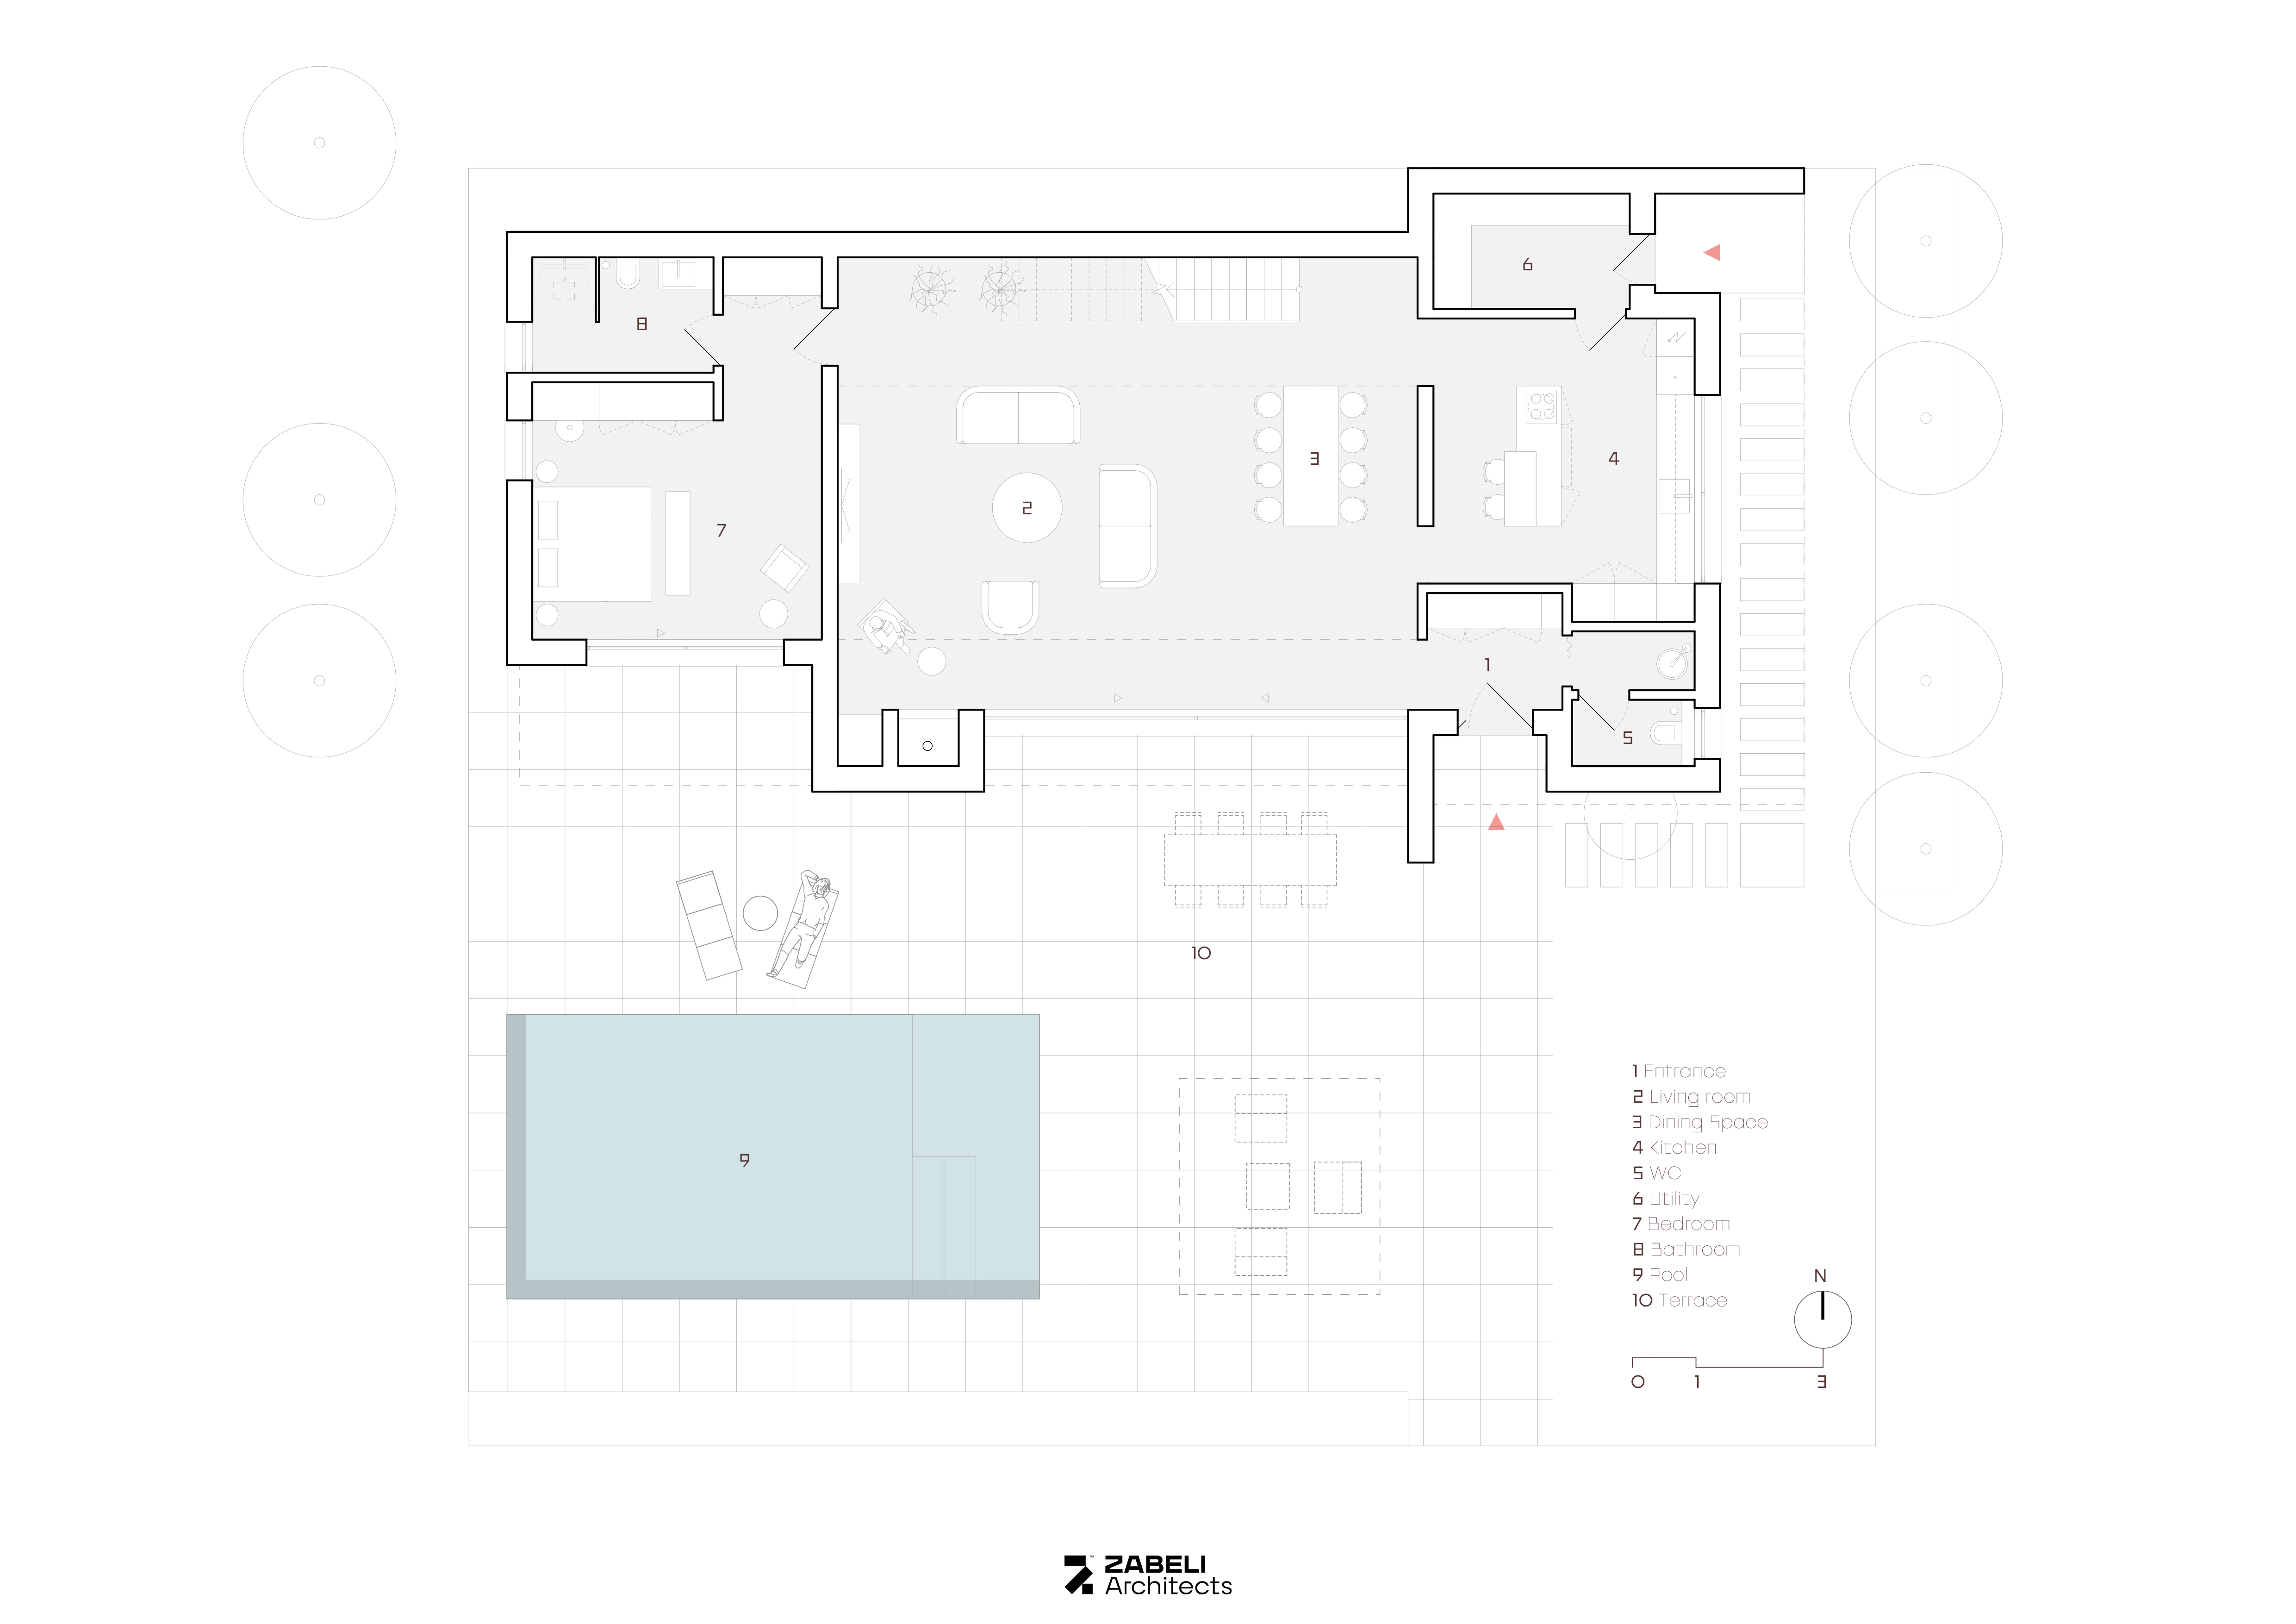 6
8
3
4
2
7
1
5
10
9
1 Entrance
2 Living room
3 Dining Space
4 Kitchen
5 WC
6 Utility
7 Bedroom
8 Bathroom
9 Pool
10 Terrace
N
0 1 3
ZABELI
Architects